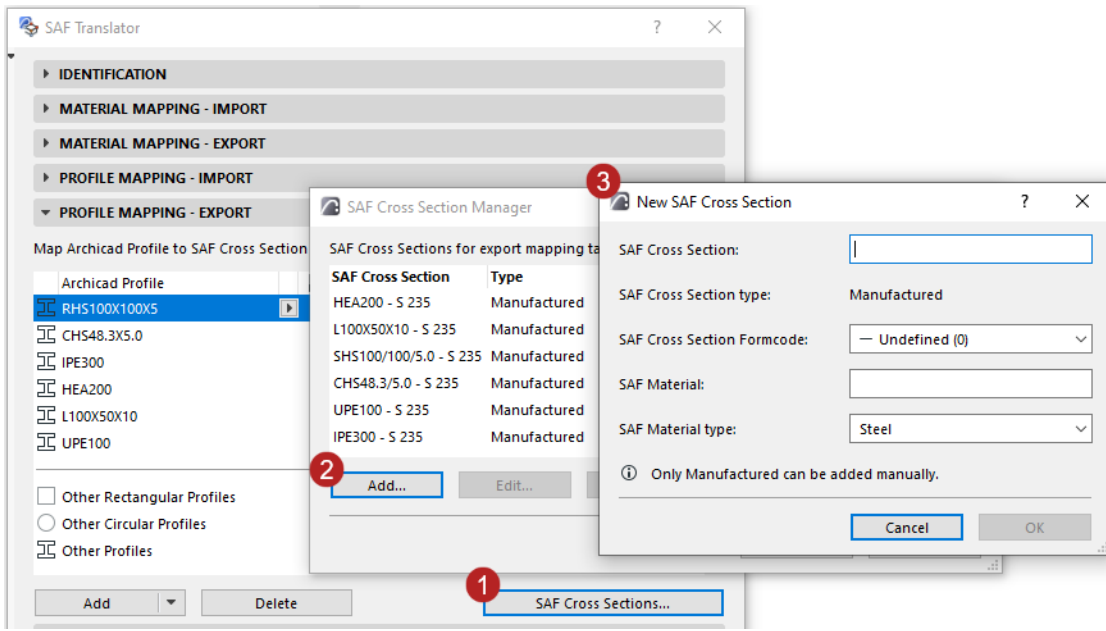 SAF Translator
IDENTIFICATION
MATERIAL MAPPING - IMPORT
MATERIAL MAPPING - EXPORT
PROFILE MAPPING - IMPORT
PROFILE MAPPING - EXPORT
Map Archicad Profile to SAF Cross Section
Archicad Profile
RHS100X100X5
CHS48.3X5.0
IPE300
HEA200
L100X50X10
UPE100
Other Rectangular Profiles
Other Circular Profiles
Other Profiles
Add
Delete
1
SAF Cross Sections...
SAF Cross Section Manager
SAF Cross Sections for export mapping ta
SAF Cross Section Type
HEA200 - S 235 Manufactured
L100X50X10 - S 235 Manufactured
SHS100/100/5.0 - S 235 Manufactured
CHS48.3/5.0 - S 235 Manufactured
UPE100 - S 235 Manufactured
IPE300 - S 235 Manufactured
2
Add...
Edit...
3
New SAF Cross Section
SAF Cross Section:
SAF Cross Section type: Manufactured
SAF Cross Section Formcode: — Undefined (0)
SAF Material:
SAF Material type: Steel
Only Manufactured can be added manually.
Cancel
OK